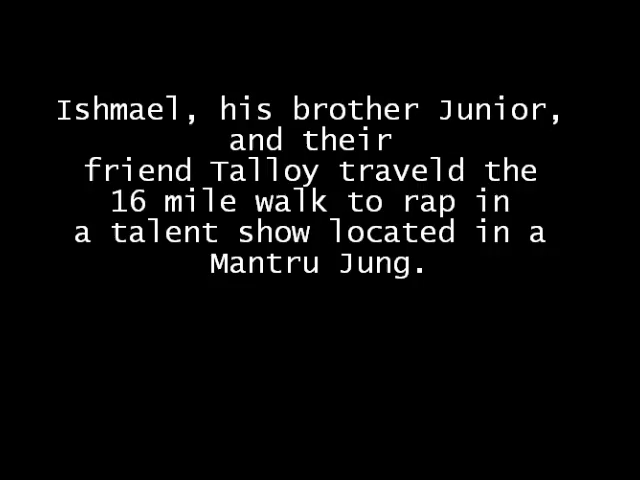 Ishmael, his brother Junior,
and their
friend Talloy traveld the
16 mile walk to rap in
a talent show located in a
Mantru Jung.